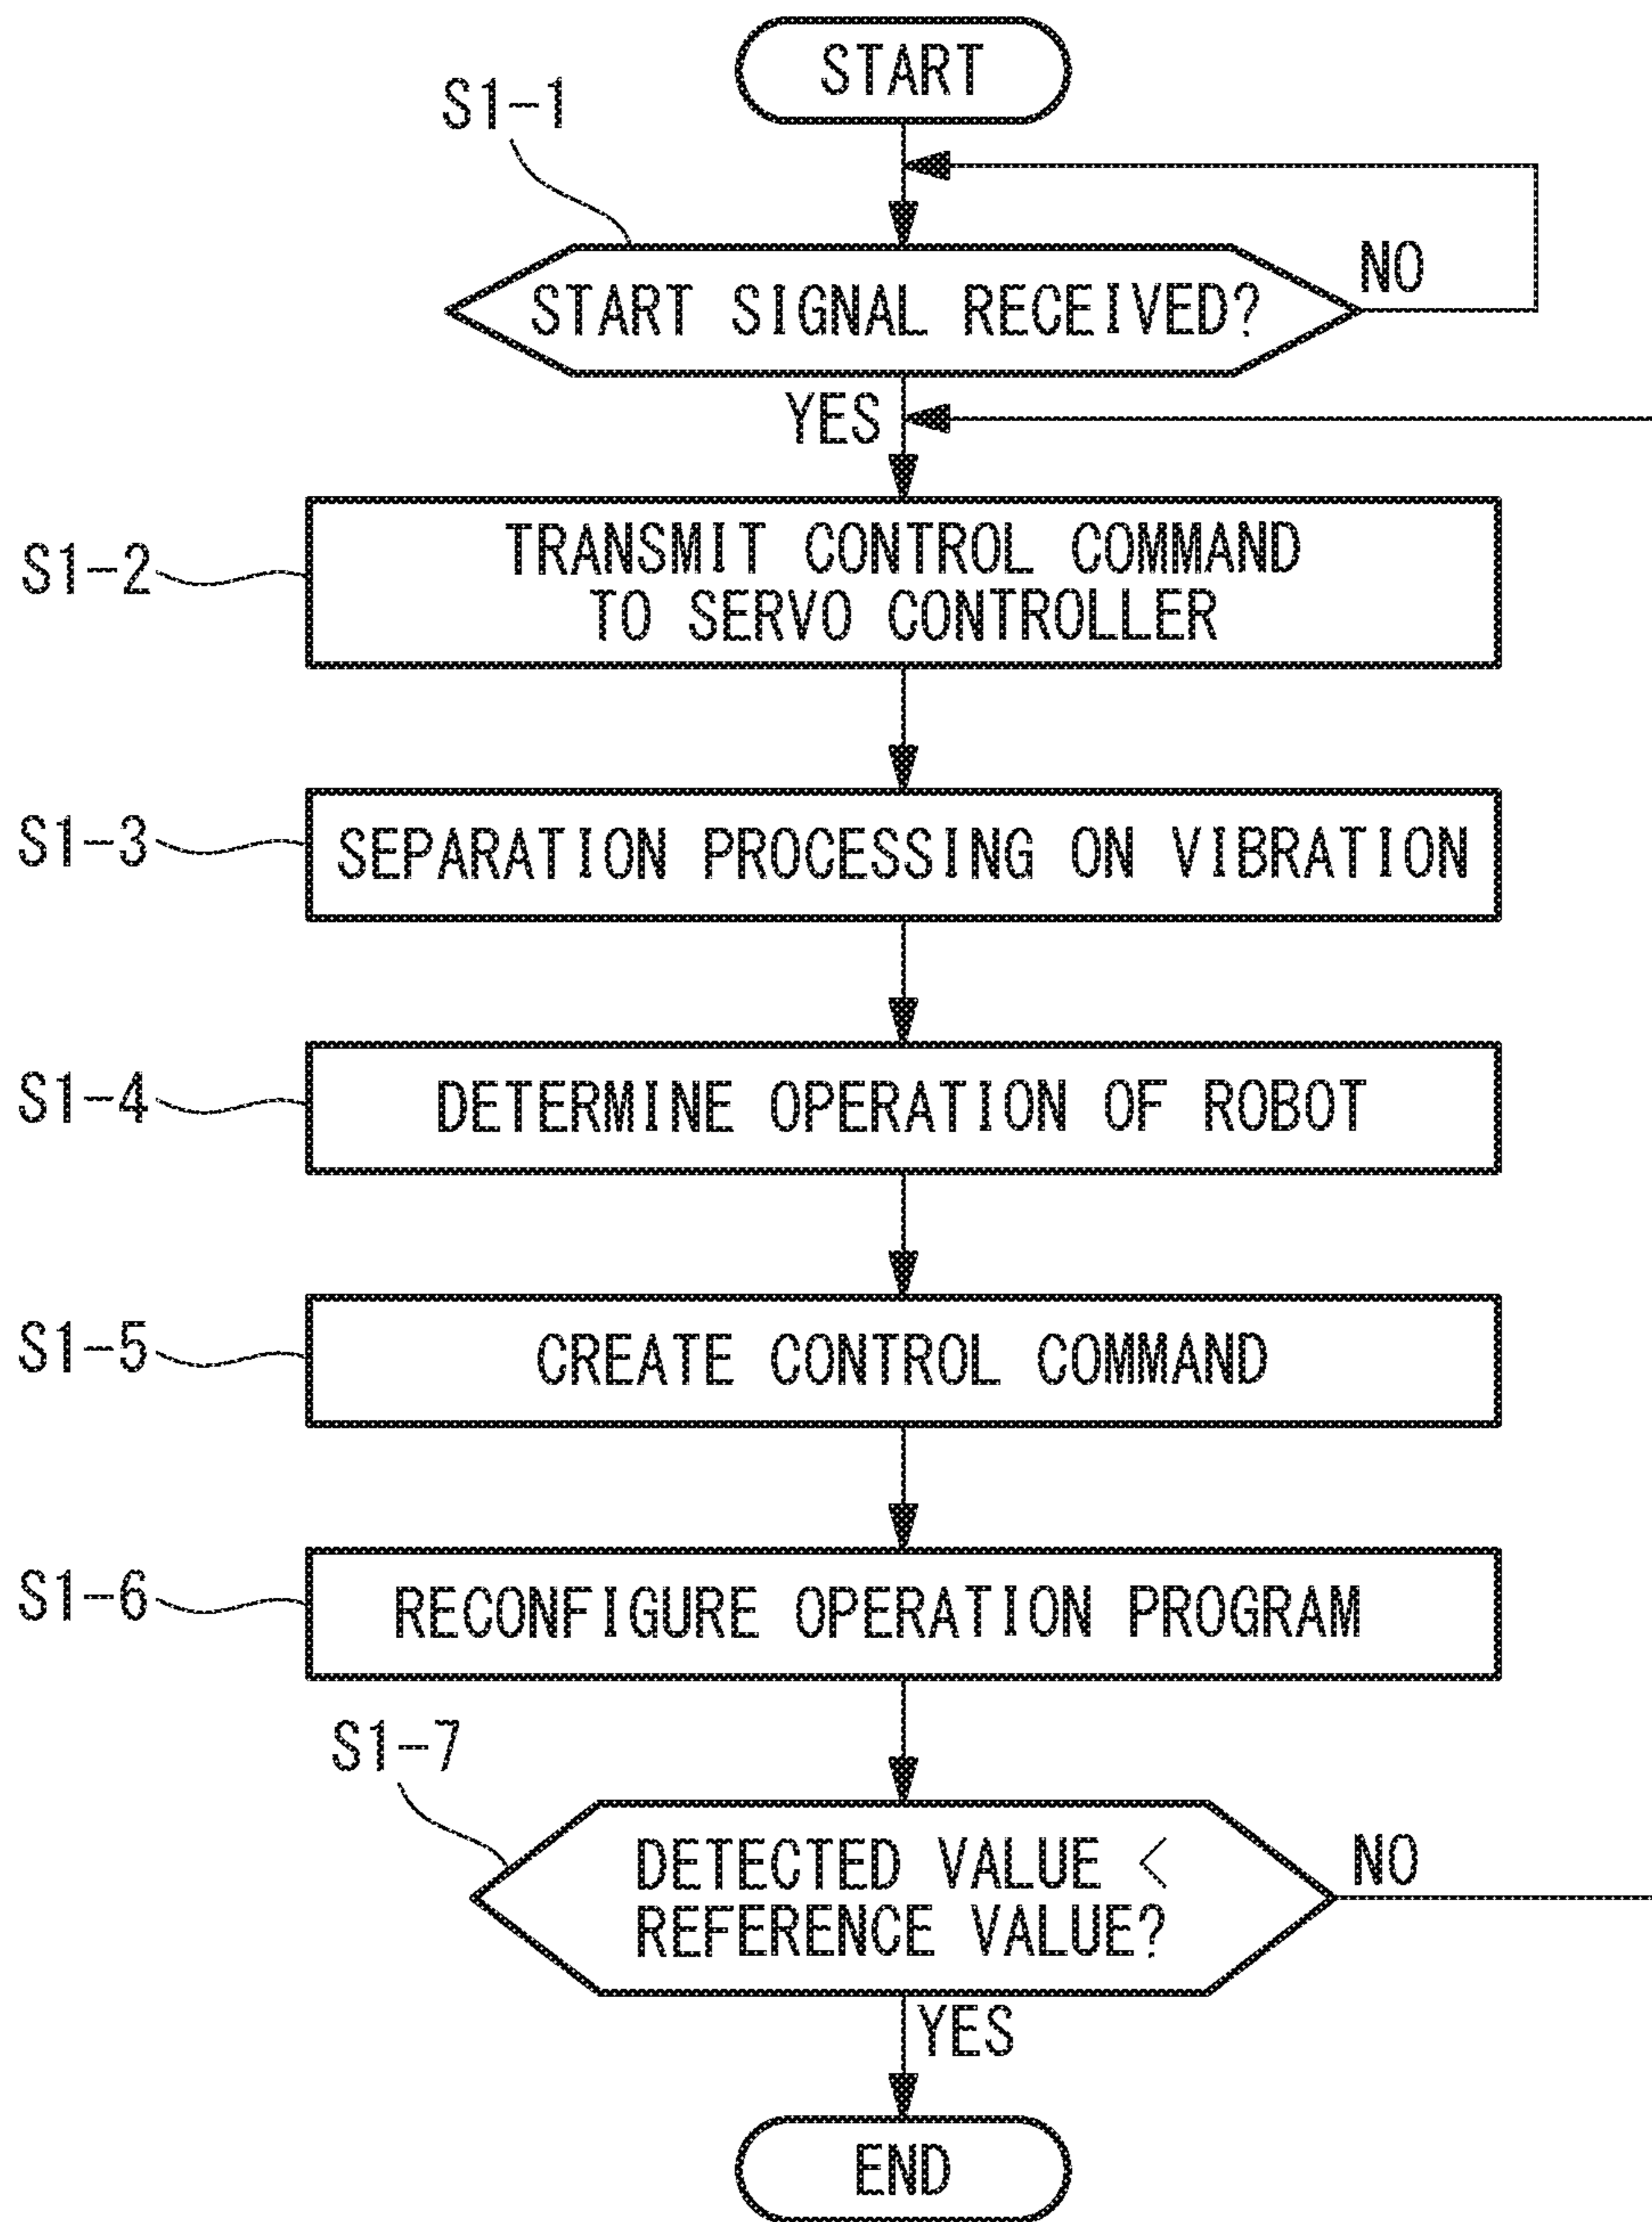 START
S1-1
START SIGNAL RECEIVED?
NO
YES
S1-2
TRANSMIT CONTROL COMMAND
TO SERVO CONTROLLER
S1-3
SEPARATION PROCESSING ON VIBRATION
S1-4
DETERMINE OPERATION OF ROBOT
S1-5
CREATE CONTROL COMMAND
S1-6
RECONFIGURE OPERATION PROGRAM
S1-7
DETECTED VALUE <
REFERENCE VALUE?
NO
YES
END